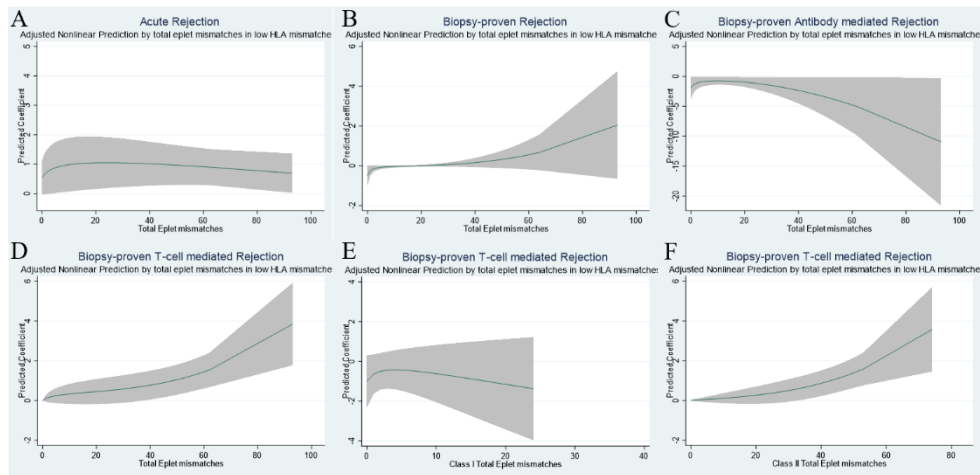 A
Acute Rejection
Adjusted Nonlinear Prediction by total eplet mismatches in low HLA mismatche
Predicted Coefficient
5
4
3
2
1
0
0 20 40 60 80 100
Total Eplet mismatches
B
Biopsy-proven Rejection
Adjusted Nonlinear Prediction by total eplet mismatches in low HLA mismatche
Predicted Coefficient
6
4
2
0
-2
0 20 40 60 80 100
Total Eplet mismatches
C
Biopsy-proven Antibody mediated Rejection
Adjusted Nonlinear Prediction by total eplet mismatches in low HLA mismatche
Predicted Coefficient
5
0
-5
-10
-15
-20
0 20 40 60 80 100
Total Eplet mismatches
D
Biopsy-proven T-cell mediated Rejection
Adjusted Nonlinear Prediction by total eplet mismatches in low HLA mismatche
Predicted Coefficient
6
4
2
0
-2
0 20 40 60 80 100
Total Eplet mismatches
E
Biopsy-proven T-cell mediated Rejection
Adjusted Nonlinear Prediction by total eplet mismatches in low HLA mismatche
Predicted Coefficient
4
2
0
-2
-4
0 10 20 30 40
Class I Total Eplet mismatches
F
Biopsy-proven T-cell mediated Rejection
Adjusted Nonlinear Prediction by total eplet mismatches in low HLA mismatche
Predicted Coefficient
6
4
2
0
-2
0 20 40 60 80
Class II Total Eplet mismatches